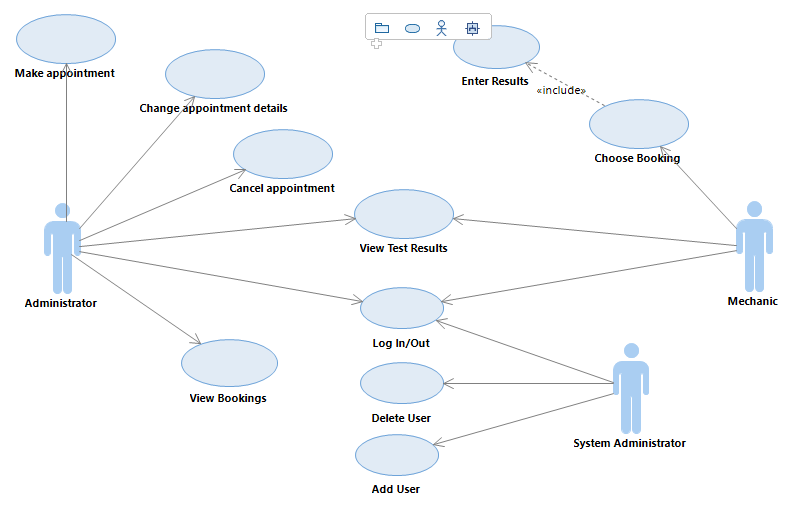 Make appointment
Enter Results
«include»
Change appointment details
Choose Booking
Cancel appointment
View Test Results
Administrator
Mechanic
Log In/Out
View Bookings
Delete User
System Administrator
Add User